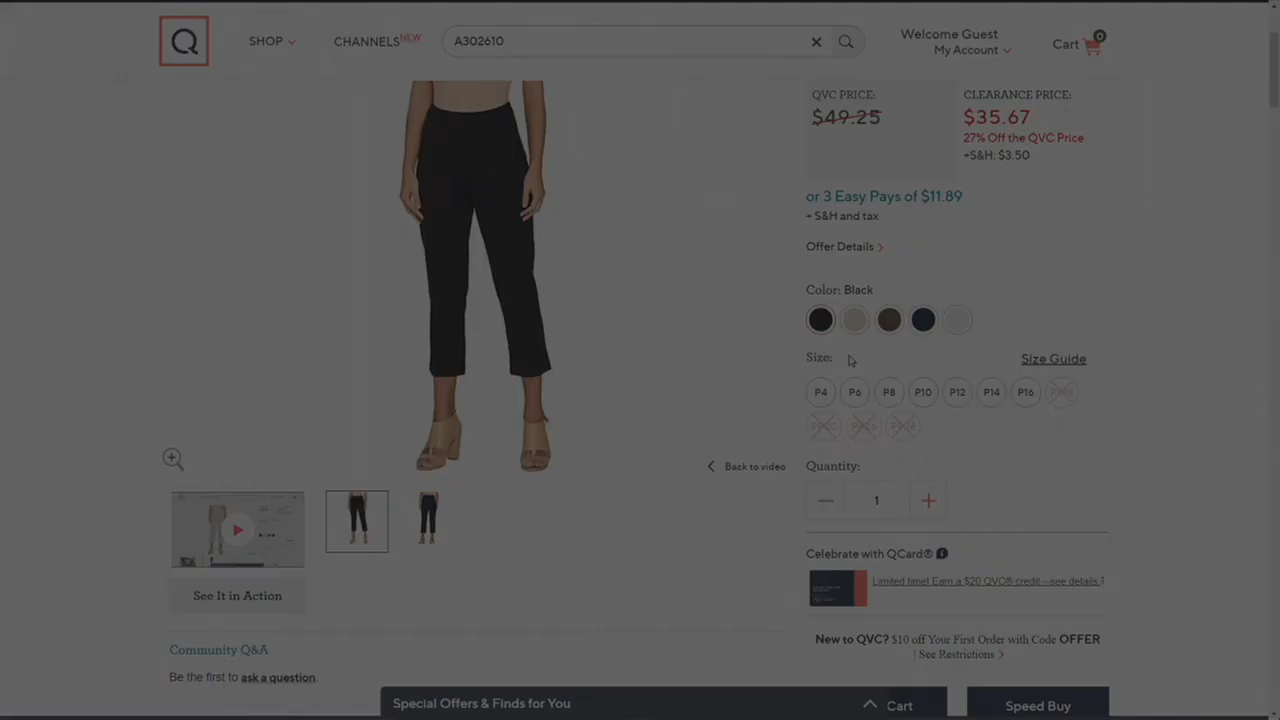 Q
SHOP
CHANNELS NEW
A302610
Welcome Guest
My Account
Cart 0
QVC PRICE:
$49.25
CLEARANCE PRICE:
$35.67
27% Off the QVC Price
+S&H: $3.50
or 3 Easy Pays of $11.89
+ S&H and tax
Offer Details
Color: Black
Size:
Size Guide
P4 P6 P8 P10 P12 P14 P16
Back to video
Quantity:
1
Celebrate with QCard®
Limited time! Earn a $20 QVC® credit—see details.
New to QVC? $10 off Your First Order with Code OFFER
| See Restrictions
See It in Action
Community Q&A
Be the first to ask a question.
Special Offers & Finds for You
Cart
Speed Buy